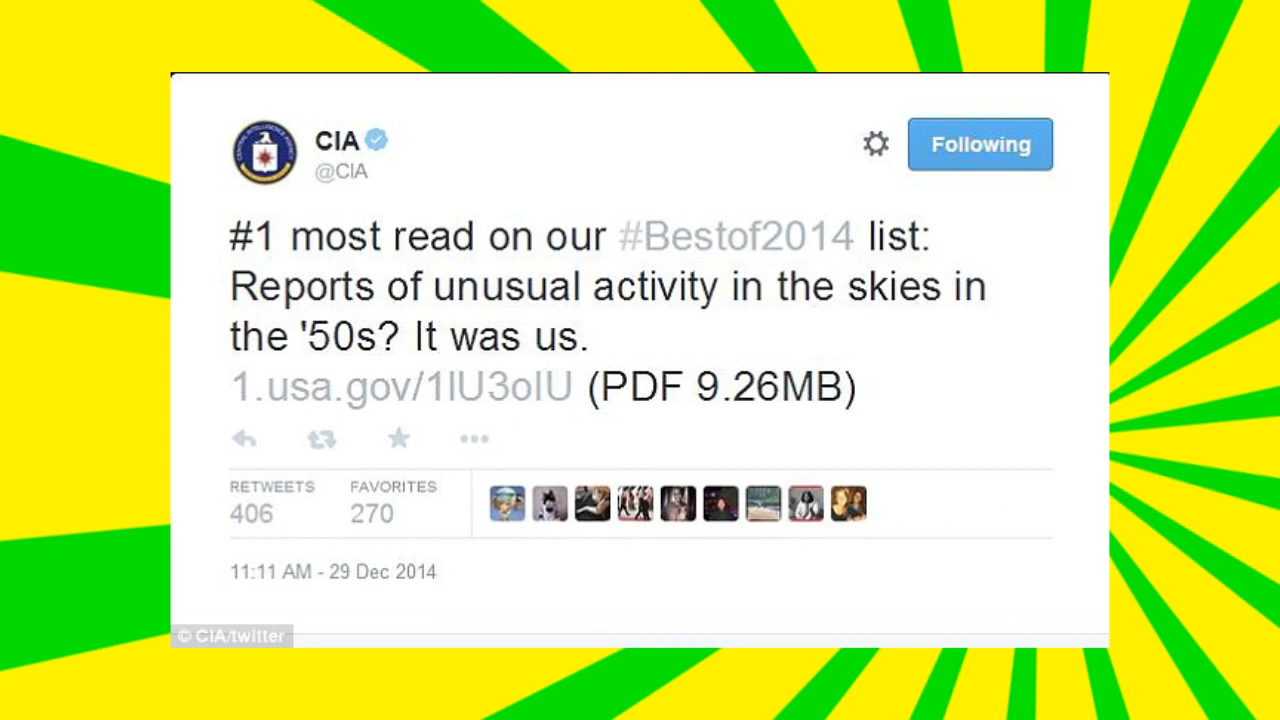 CIA
@CIA
Following
#1 most read on our #Bestof2014 list:
Reports of unusual activity in the skies in
the '50s? It was us.
1.usa.gov/1lU3olU (PDF 9.26MB)
RETWEETS
406
FAVORITES
270
11:11 AM - 29 Dec 2014
© CIA/twitter